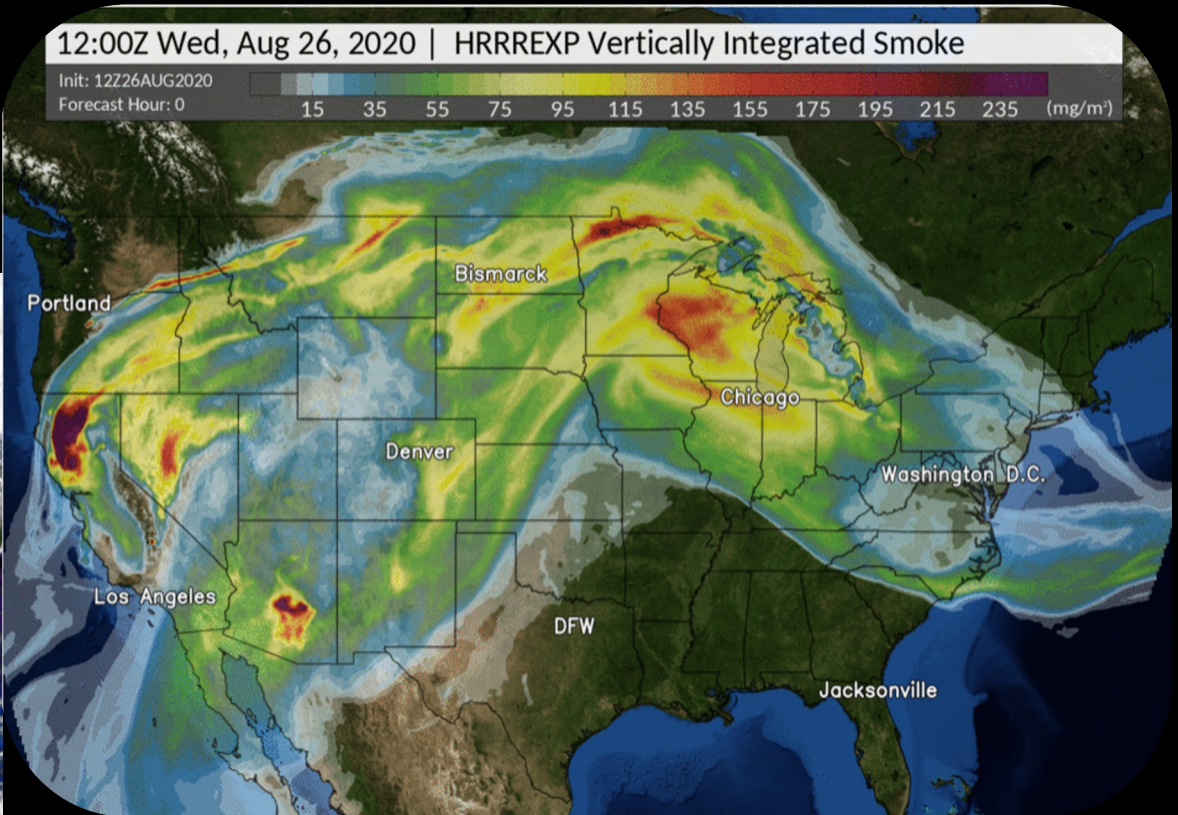 12:00Z Wed, Aug 26, 2020 | HRRREXP Vertically Integrated Smoke
Init: 12Z26AUG2020
Forecast Hour: 0
15 35 55 75 95 115 135 155 175 195 215 235 (mg/m²)
Bismarck
Portland
Chicago
Denver
Washington D.C.
Los Angeles
DFW
Jacksonville